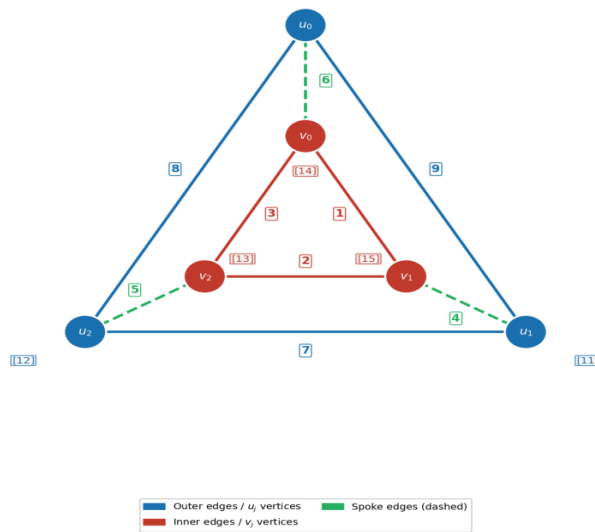 u₀
6
v₀
8
9
[14]
3
1
[13]
2
[15]
v₂
v₁
5
4
u₂
u₁
7
[12]
[11
Outer edges / uⱼ vertices
Spoke edges (dashed)
Inner edges / vⱼ vertices